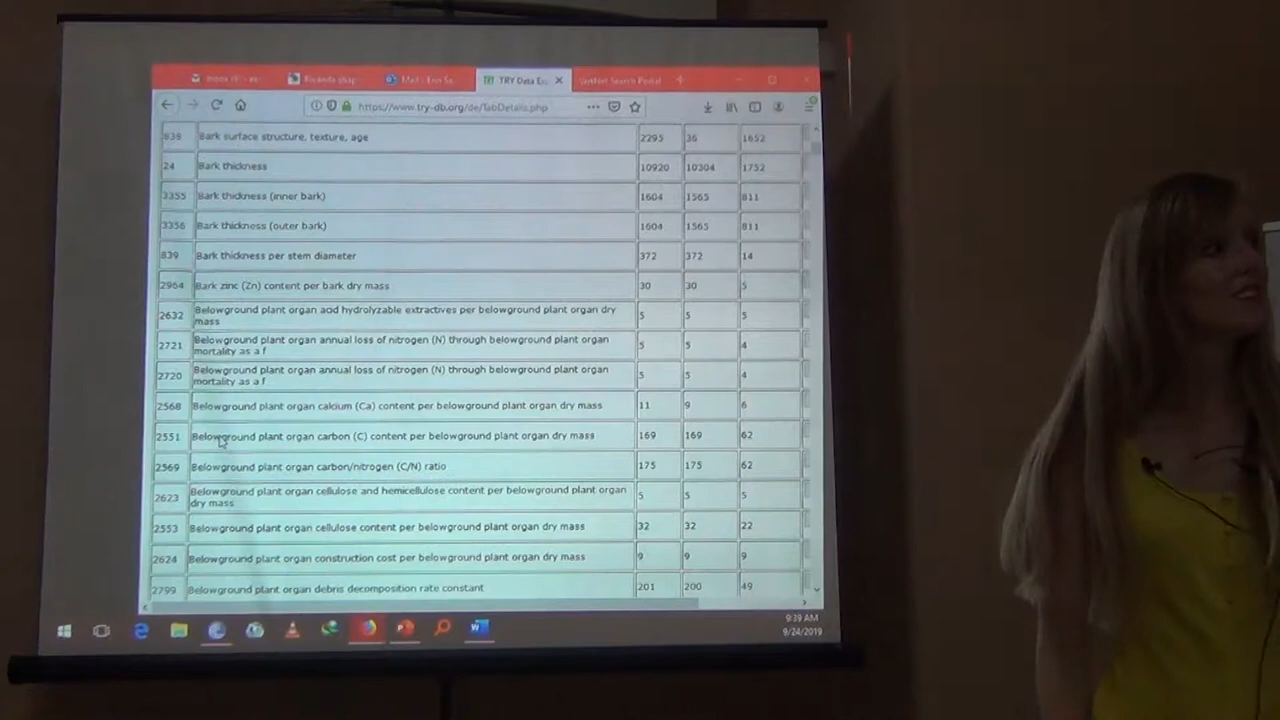 TRY Data Ex
https://www.try-db.org/de/TabDetails.php
839 Bark surface structure, texture, age 2295 36 1652
24 Bark thickness 10920 10304 1752
3355 Bark thickness (inner bark) 1604 1565 811
3356 Bark thickness (outer bark) 1604 1565 811
839 Bark thickness per stem diameter 372 372 14
2964 Bark zinc (Zn) content per bark dry mass 30 30 5
2632 Belowground plant organ acid hydrolyzable extractives per belowground plant organ dry 5 5 5
mass
2721 Belowground plant organ annual loss of nitrogen (N) through belowground plant organ 5 5 4
mortality as a f
2720 Belowground plant organ annual loss of nitrogen (N) through belowground plant organ 5 5 4
mortality as a f
2568 Belowground plant organ calcium (Ca) content per belowground plant organ dry mass 11 9 6
2551 Belowground plant organ carbon (C) content per belowground plant organ dry mass 169 169 62
2569 Belowground plant organ carbon/nitrogen (C/N) ratio 175 175 62
2623 Belowground plant organ cellulose and hemicellulose content per belowground plant organ 5 5 5
dry mass
2553 Belowground plant organ cellulose content per belowground plant organ dry mass 32 32 22
2624 Belowground plant organ construction cost per belowground plant organ dry mass 9 9 9
2799 Belowground plant organ debris decomposition rate constant 201 200 49
9:39 AM
9/24/2019